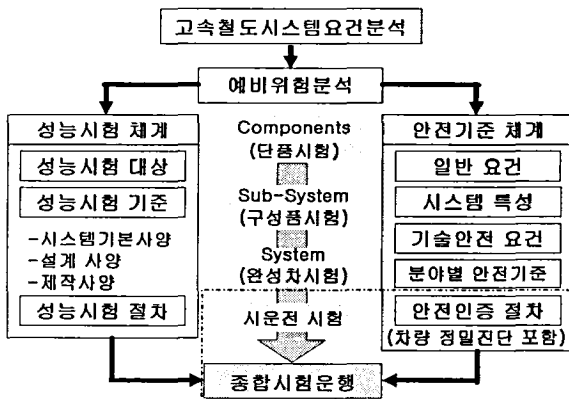 고속철도시스템요건분석
예비위험분석
성능시험 체계
성능시험 대상
성능시험 기준
-시스템기본사양
-설계 사양
-제작사양
성능시험 절차
Components
(단품시험)
Sub-System
(구성품시험)
System
(완성차시험)
시운전 시험
안전기준 체계
일반 요건
시스템 특성
기술안전 요건
분야별 안전기준
안전인증 절차
(차량 정밀진단 포함)
종합시험운행